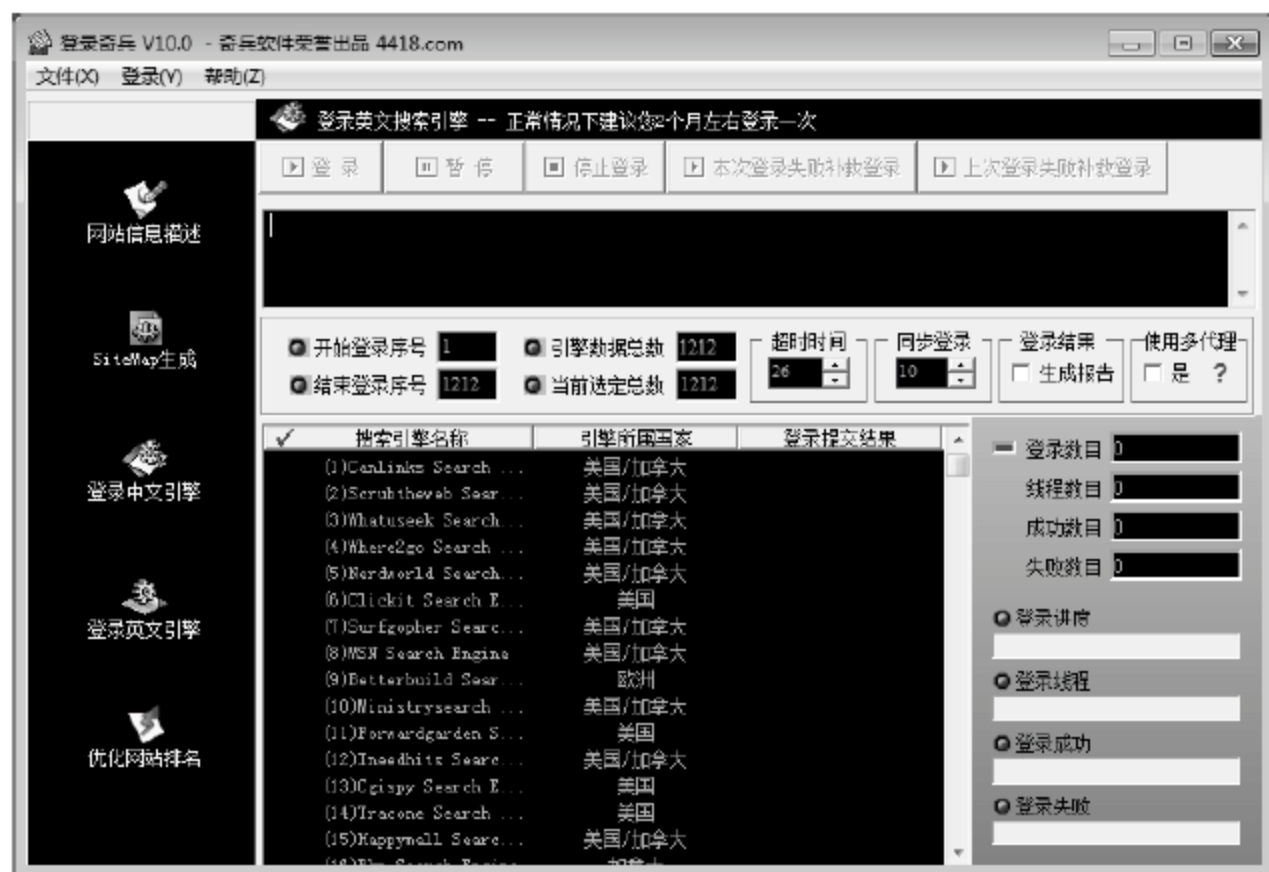 登录奇兵 V10.0 - 奇兵软件荣誉出品 4418.com
文件(X) 登录(Y) 帮助(Z)
登录英文搜索引擎 -- 正常情况下建议您2个月左右登录一次
登 录 暂 停 停止登录 本次登录失败补救登录 上次登录失败补救登录
网站信息描述
SiteMap生成
登录中文引擎
登录英文引擎
优化网站排名
开始登录序号 1 引擎数据总数 1212 超时时间 26 同步登录 10 登录结果 生成报告 使用多代理 是 ?
结束登录序号 1212 当前选定总数 1212
搜索引擎名称 引擎所属国家 登录提交结果
(1)Canlinks Search ... 美国/加拿大
(2)Scrubtheweb Sear... 美国/加拿大
(3)Whatuseek Search... 美国/加拿大
(4)Where2go Search ... 美国/加拿大
(5)Nerdworld Search... 美国/加拿大
(6)Clickit Search E... 美国
(7)Surfgopher Searc... 美国/加拿大
(8)MSN Search Engine 美国/加拿大
(9)Betterbuild Sear... 欧洲
(10)Ministrysearch ... 美国/加拿大
(11)Forwardgarden S... 美国
(12)Ineedhits Searc... 美国/加拿大
(13) Search E... 美国
(14) Search ... 美国
(15)Happymall Searc... 美国/加拿大
登录数目 0
线程数目 0
成功数目 0
失败数目 0
登录进度
登录线程
登录成功
登录失败